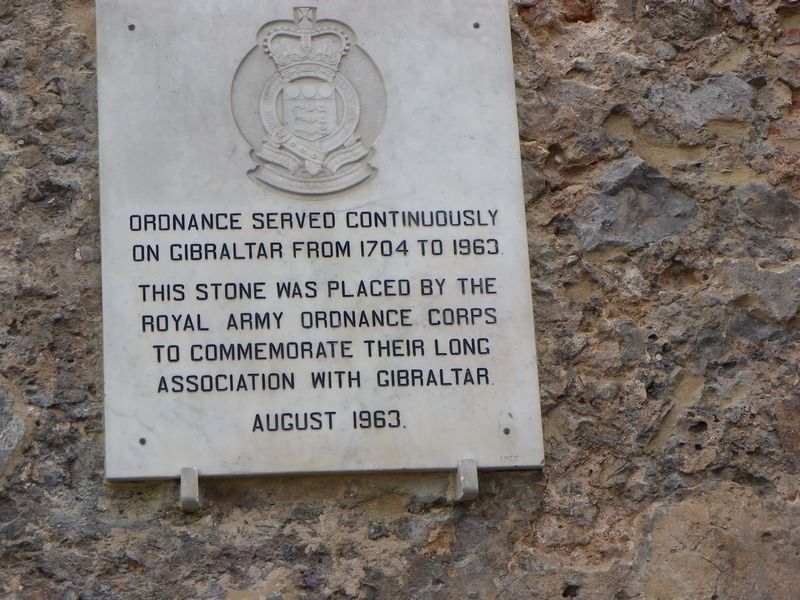 ORDNANCE SERVED CONTINUOUSLY
ON GIBRALTAR FROM 1704 TO 1963.
THIS STONE WAS PLACED BY THE
ROYAL ARMY ORDNANCE CORPS
TO COMMEMORATE THEIR LONG
ASSOCIATION WITH GIBRALTAR.
AUGUST 1963.